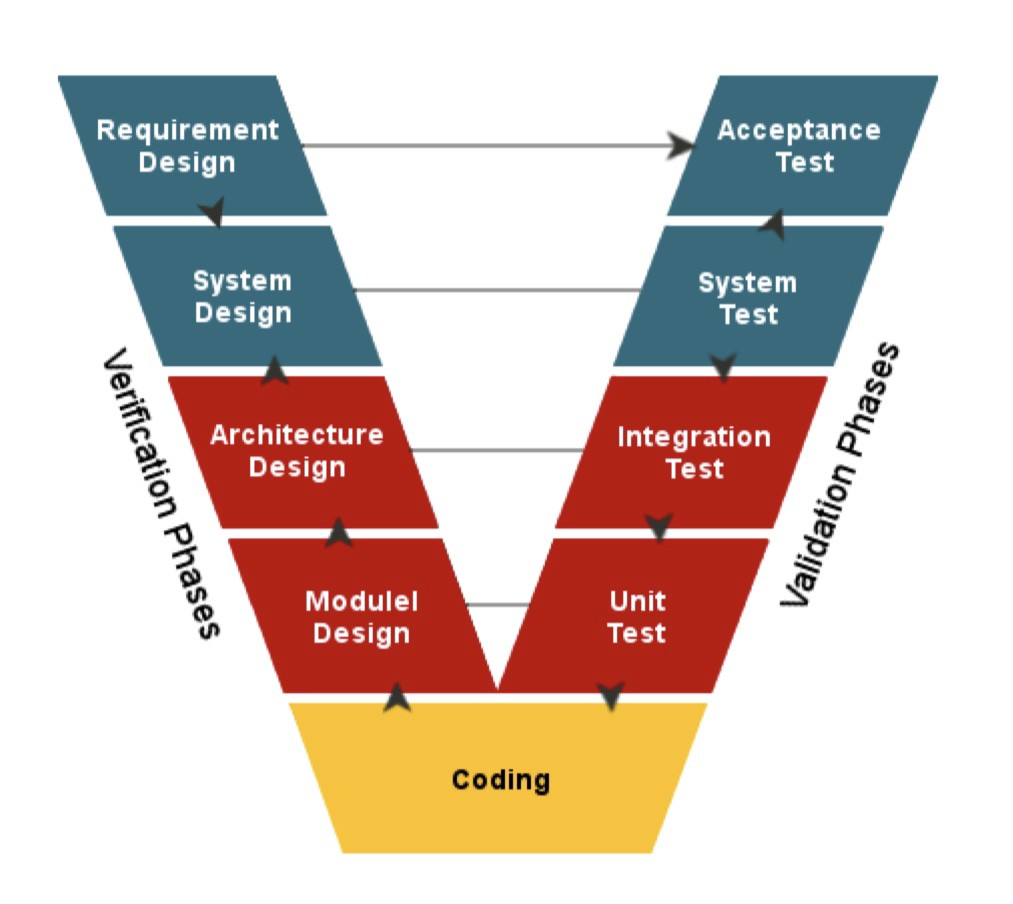 Requirement
Design
Acceptance
Test
System
Design
System
Test
Verification Phases
Validation Phases
Architecture
Design
Integration
Test
Modulel
Design
Unit
Test
Coding